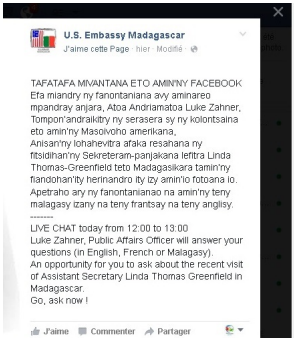 U.S. Embassy Madagascar
J'aime cette Page · hier · Modifié ·
TAFATAFA MIVANTANA ETO AMIN'NY FACEBOOK
Efa miandry ny fanontaniana avy aminareo
mpandray anjara, Atoa Andriamatoa Luke Zahner,
Tompon'andraikitry ny serasera sy ny kolontsaina
eto amin'ny Masoivoho amerikana,
Anisan'ny lohahevitra afaka resahana ny
fitsidihan'ny Sekreteram-panjakana lefitra Linda
Thomas-Greenfield teto Madagasikara tamin'ny
fiandohan'ity herinandro ity izy amin'io fotoana io.
Apetraho ary ny fanontanianao na amin'ny teny
malagasy izany na teny frantsay na teny anglisy.
-------
LIVE CHAT today from 12:00 to 13:00
Luke Zahner, Public Affairs Officer will answer your
questions (in English, French or Malagasy).
An opportunity for you to ask about the recent visit
of Assistant Secretary Linda Thomas Greenfield in
Madagascar.
Go, ask now !
J'aime Commenter Partager